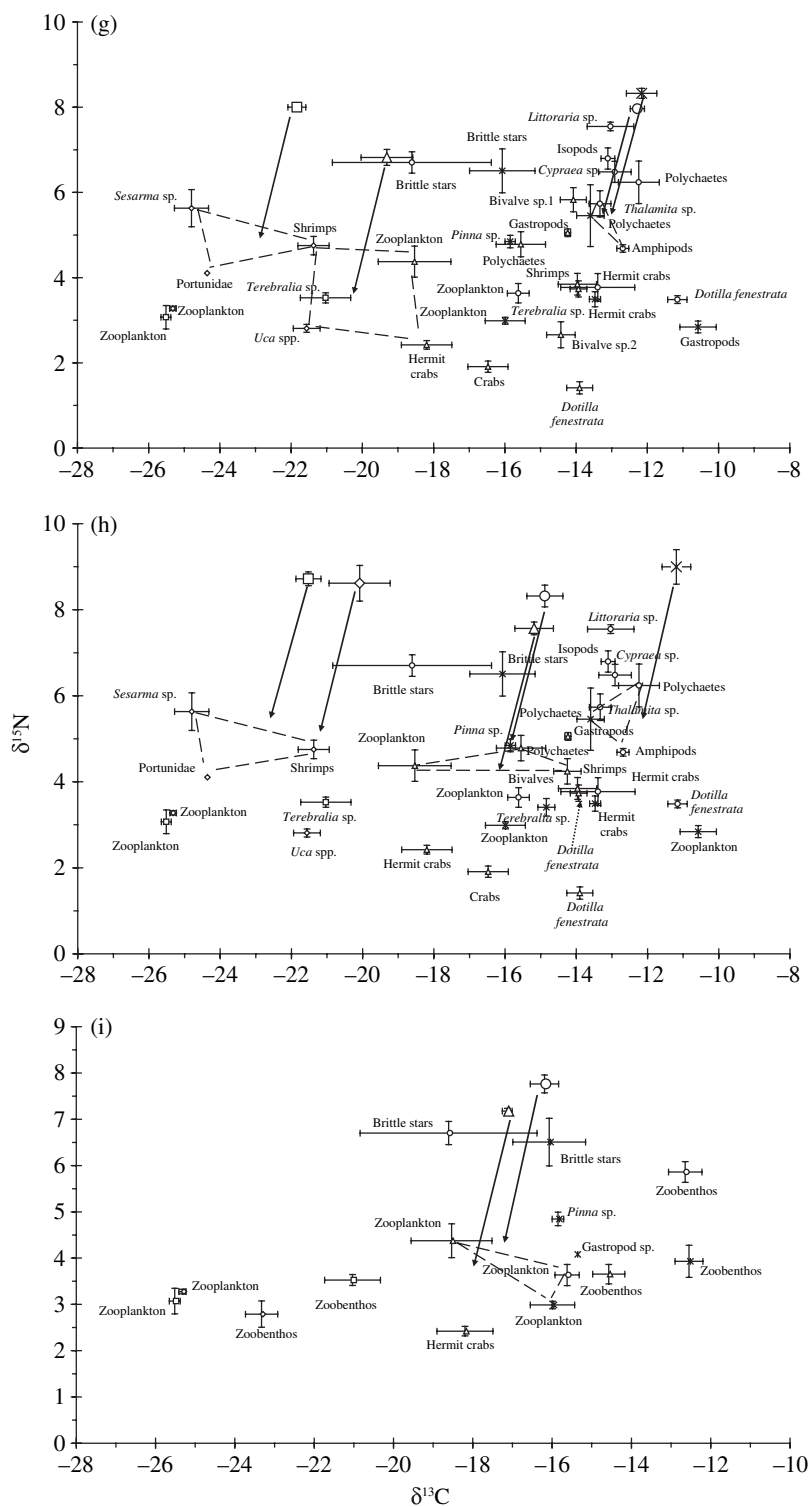 (g)
10
8
6
4
2
0
Littoraria sp.
Isopods
Cypraea sp.
Brittle stars
Brittle stars
Polychaetes
Sesarma sp.
Bivalve sp.1
Thalamita sp.
Gastropods
Polychaetes
Shrimps
Pinna sp.
Amphipods
Zooplankton
Polychaetes
Portunidae
Shrimps
Hermit crabs
Terebralia sp.
Zooplankton
Dotilla fenestrata
Zooplankton
Zooplankton
Terebralia sp.
Hermit crabs
Zooplankton
Uca spp.
Bivalve sp.2
Gastropods
Hermit
crabs
Crabs
Dotilla
fenestrata
−28 −26 −24 −22 −20 −18 −16 −14 −12 −10 −8
(h)
10
8
6
4
2
0
δ15N
Littoraria sp.
Isopods
Cypraea sp.
Brittle stars
Brittle stars
Polychaetes
Sesarma sp.
Thalamita sp.
Polychaetes
Pinna sp.
Gastropods
Zooplankton
Polychaetes
Amphipods
Portunidae
Shrimps
Shrimps
Bivalves
Hermit crabs
Zooplankton
Zooplankton
Dotilla
fenestrata
Terebralia sp.
Terebralia sp.
Hermit
crabs
Zooplankton
Uca spp.
Zooplankton
Zooplankton
Hermit crabs
Dotilla
fenestrata
Crabs
Dotilla
fenestrata
−28 −26 −24 −22 −20 −18 −16 −14 −12 −10 −8
(i)
9
8
7
6
5
4
3
2
1
0
Brittle stars
Brittle stars
Zoobenthos
Pinna sp.
Zooplankton
Gastropod sp.
Zooplankton
Zoobenthos
Zoobenthos
Zooplankton
Zoobenthos
Zooplankton
Zooplankton
Zoobenthos
Hermit crabs
−28 −26 −24 −22 −20 −18 −16 −14 −12 −10
δ13C